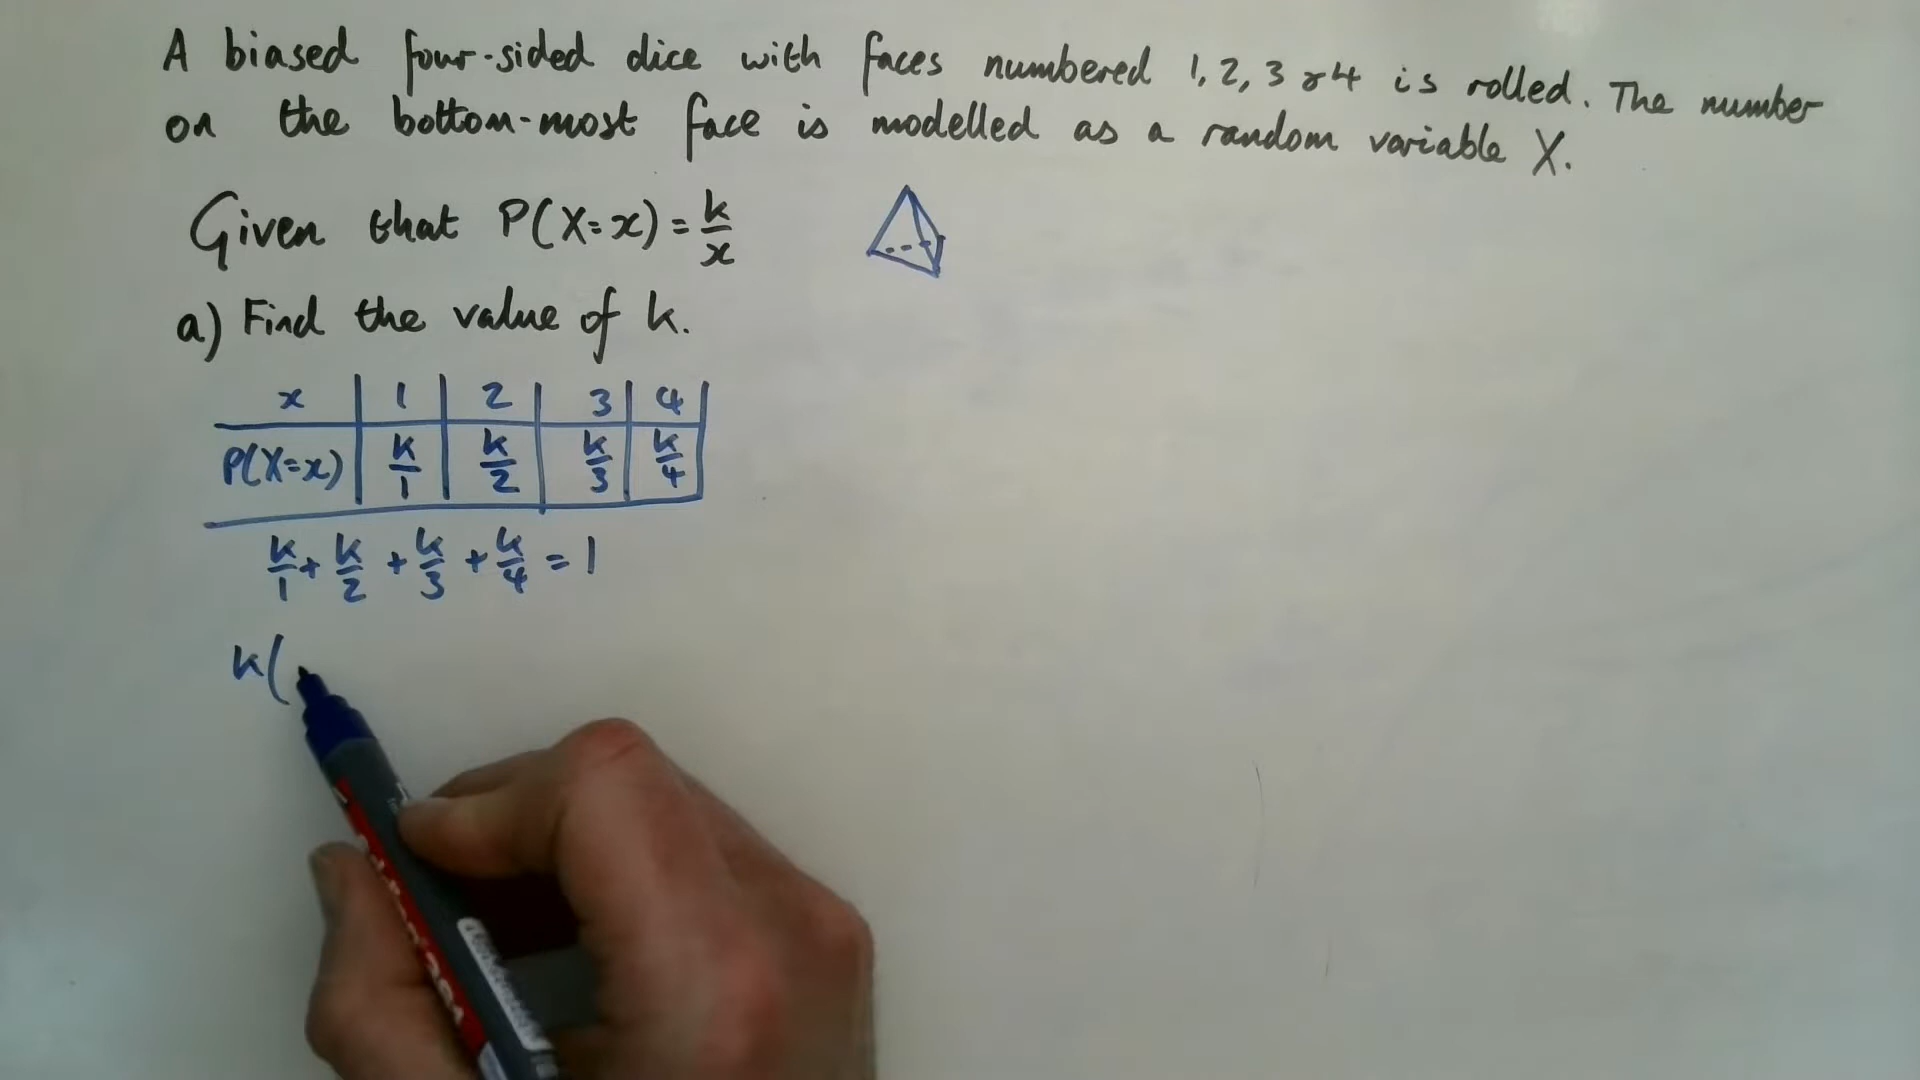 A biased four-sided dice with faces numbered 1, 2, 3 & 4 is rolled. The number
on the bottom-most face is modelled as a random variable X.
Given that P(X=x) = k/x
a) Find the value of k.
x | 1 | 2 | 3 | 4
P(X=x) | k/1 | k/2 | k/3 | k/4
k/1 + k/2 + k/3 + k/4 = 1
k(